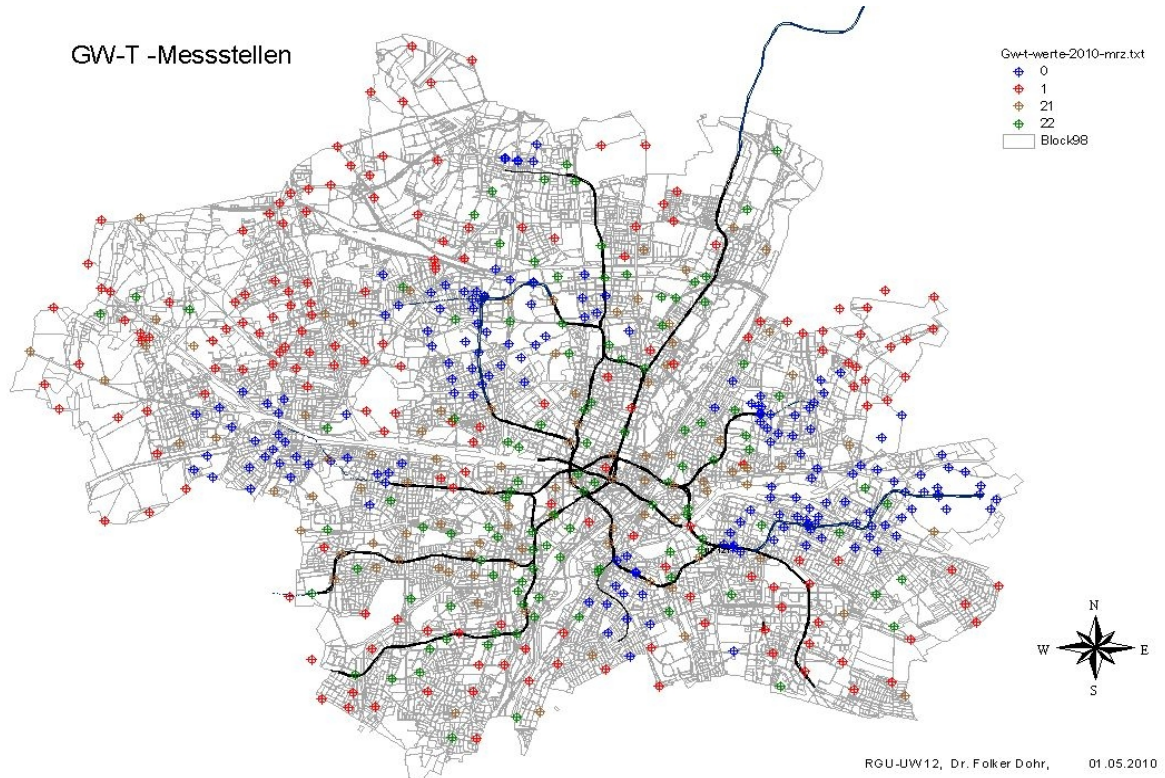 GW-T -Messstellen
Gw-t-werte-2010-mrz.txt
0
1
21
22
Block98
N
W E
S
RGU-UW12, Dr. Folker Dohr, 01.05.2010